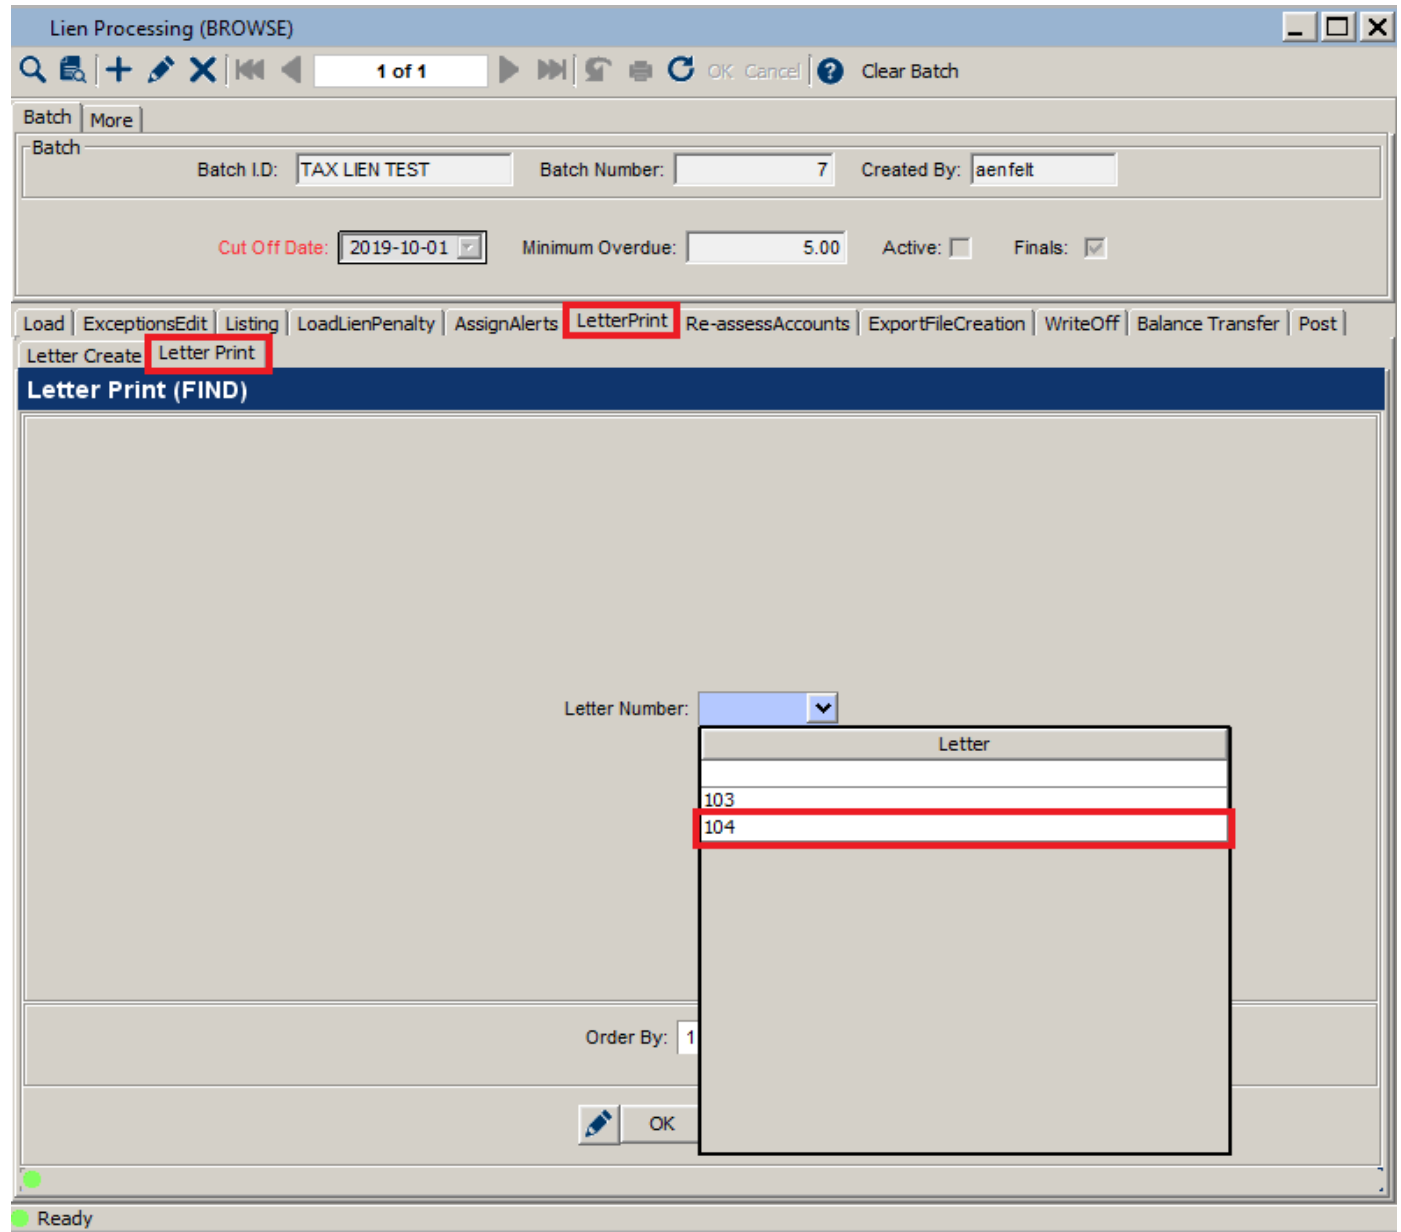 Lien Processing (BROWSE)
1 of 1 OK Cancel Clear Batch
Batch More
Batch
Batch I.D: TAX LIEN TEST Batch Number: 7 Created By: aenfelt
Cut Off Date: 2019-10-01 Minimum Overdue: 5.00 Active: Finals:
Load ExceptionsEdit Listing LoadLienPenalty AssignAlerts LetterPrint Re-assessAccounts ExportFileCreation WriteOff Balance Transfer Post
Letter Create Letter Print
Letter Print (FIND)
Letter Number:
Letter
103
104
Order By: 1
OK
Ready